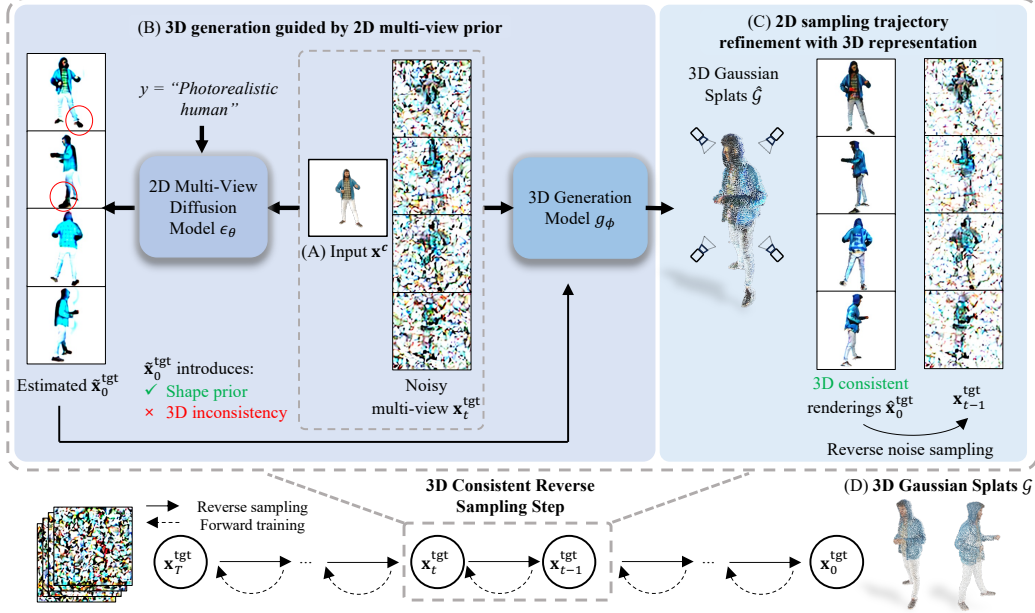 (B) 3D generation guided by 2D multi-view prior
y = “Photorealistic
human”
2D Multi-View
Diffusion
Model ϵ_θ
(A) Input x^c
3D Generation
Model g_ϕ
Estimated x̃_0^tgt
x̃_0^tgt introduces:
✓ Shape prior
× 3D inconsistency
Noisy
multi-view x_t^tgt
(C) 2D sampling trajectory
refinement with 3D representation
3D Gaussian
Splats 𝒢̂
3D consistent
renderings x̂_0^tgt
x_{t-1}^tgt
Reverse noise sampling
3D Consistent Reverse
Sampling Step
(D) 3D Gaussian Splats 𝒢
Reverse sampling
Forward training
x_T^tgt
...
x_t^tgt
x_{t-1}^tgt
...
x_0^tgt